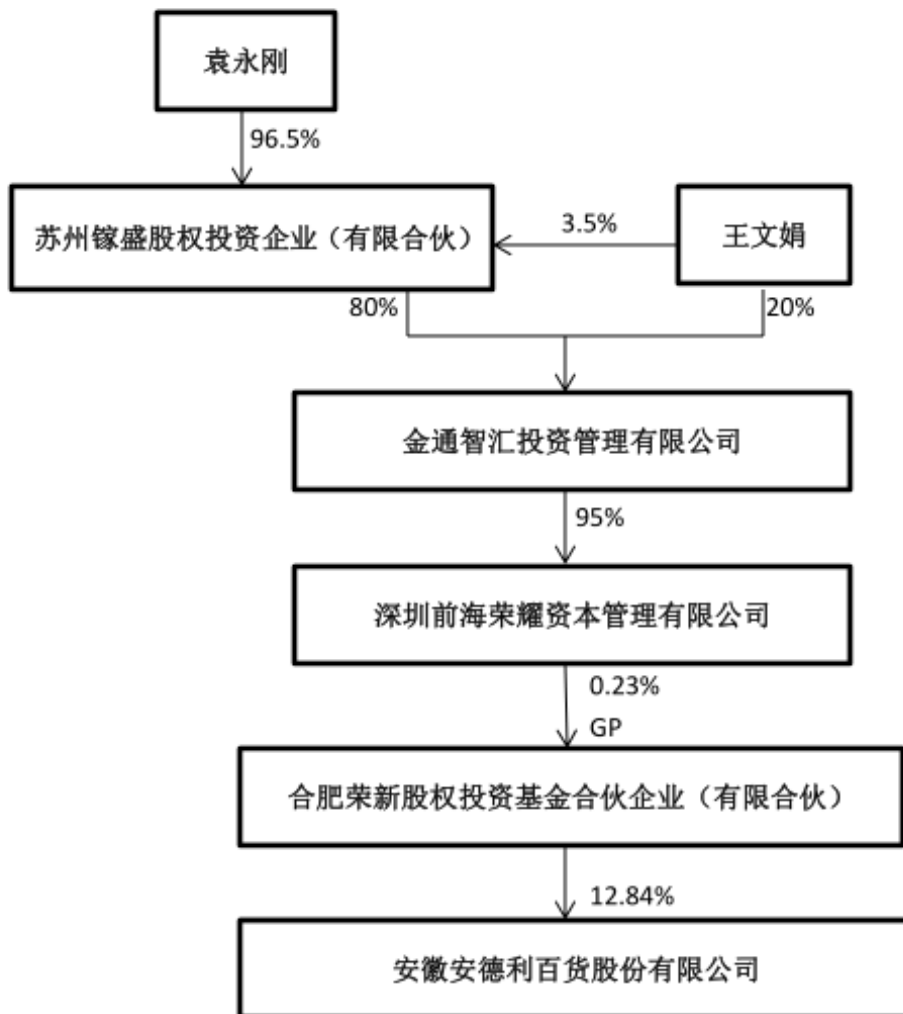 袁永刚
96.5%
苏州镓盛股权投资企业（有限合伙）
3.5%
王文娟
80%
20%
金通智汇投资管理有限公司
95%
深圳前海荣耀资本管理有限公司
0.23%
GP
合肥荣新股权投资基金合伙企业（有限合伙）
12.84%
安徽安德利百货股份有限公司